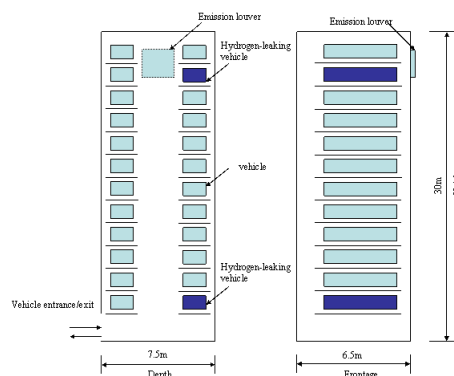 Emission louver
Emission louver
Hydrogen-leaking
vehicle
vehicle
Hydrogen-leaking
vehicle
Vehicle entrance/exit
30m
7.5m
6.5m
Depth
Frontage